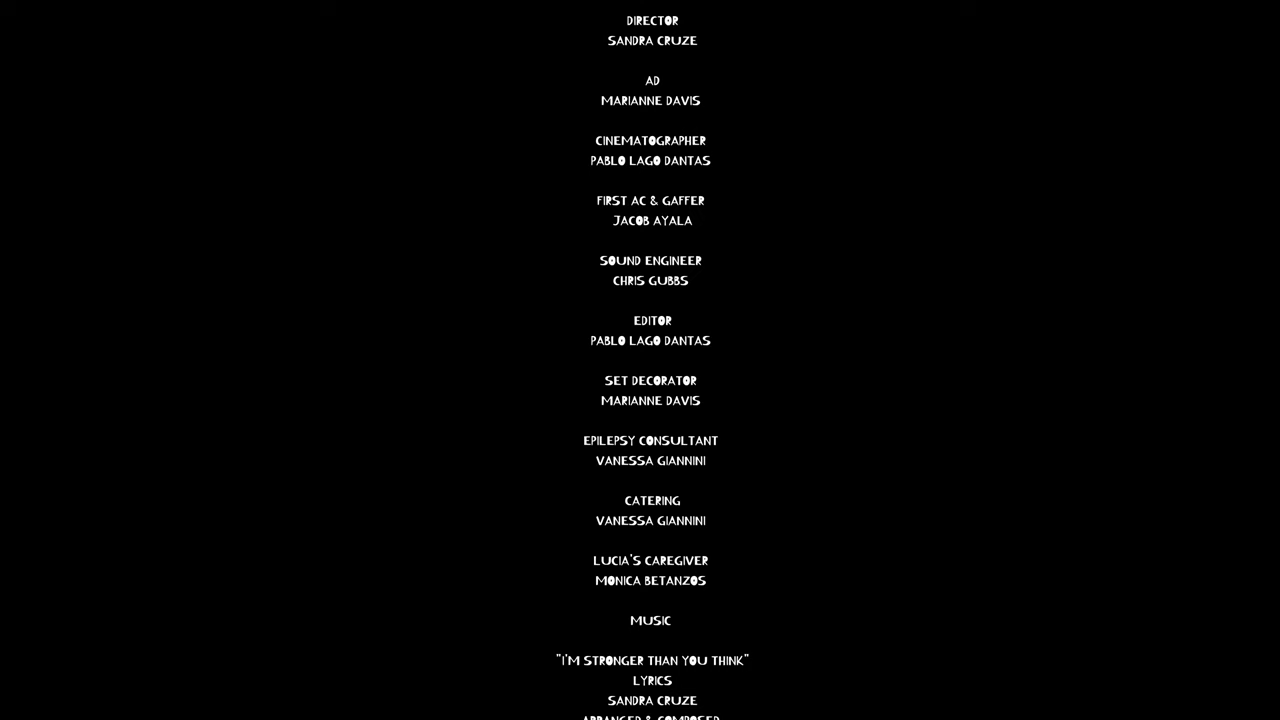 DIRECTOR
SANDRA CRUZE
AD
MARIANNE DAVIS
CINEMATOGRAPHER
PABLO LAGO DANTAS
FIRST AC & GAFFER
JACOB AYALA
SOUND ENGINEER
CHRIS GUBBS
EDITOR
PABLO LAGO DANTAS
SET DECORATOR
MARIANNE DAVIS
EPILEPSY CONSULTANT
VANESSA GIANNINI
CATERING
VANESSA GIANNINI
LUCIA'S CAREGIVER
MONICA BETANZOS
MUSIC
"I'M STRONGER THAN YOU THINK"
LYRICS
SANDRA CRUZE
ARRANGED & COMPOSED